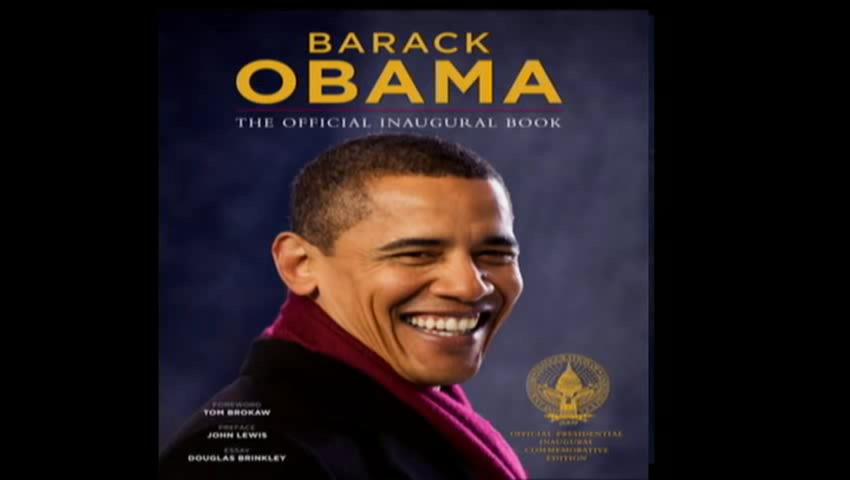 BARACK
OBAMA
THE OFFICIAL INAUGURAL BOOK
FOREWORD
TOM BROKAW
PREFACE
JOHN LEWIS
ESSAY
DOUGLAS BRINKLEY
2009
OFFICIAL PRESIDENTIAL
INAUGURAL
COMMEMORATIVE
EDITION